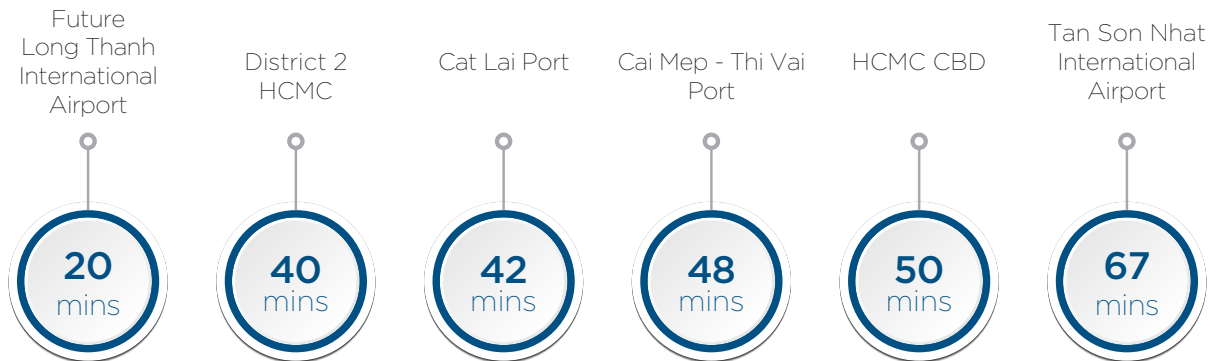 Future
Long Thanh
International
Airport
District 2
HCMC
Cat Lai Port
Cai Mep - Thi Vai
Port
HCMC CBD
Tan Son Nhat
International
Airport
20
mins
40
mins
42
mins
48
mins
50
mins
67
mins